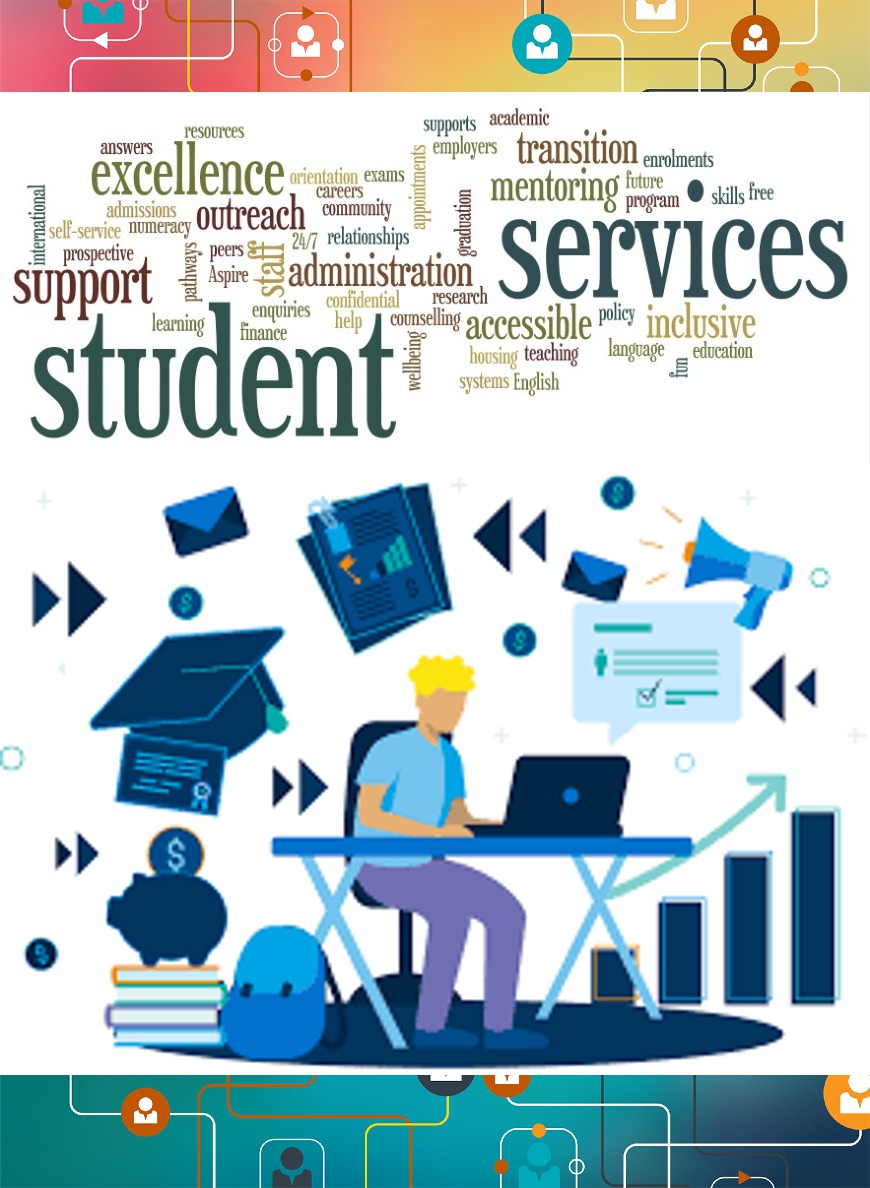 supports academic
answers resources
employers transition enrolments
excellence orientation exams
careers
appointments
mentoring future
program • skills free
international
admissions outreach community
self-service numeracy
24/7 relationships
graduation
services
prospective
peers
pathways
Aspire
staff
administration
support
confidential
research
enquiries
help
counselling
accessible policy inclusive
learning
finance
student
wellbeing
housing teaching
language education
fun
systems English
$
$
$
$
$
$